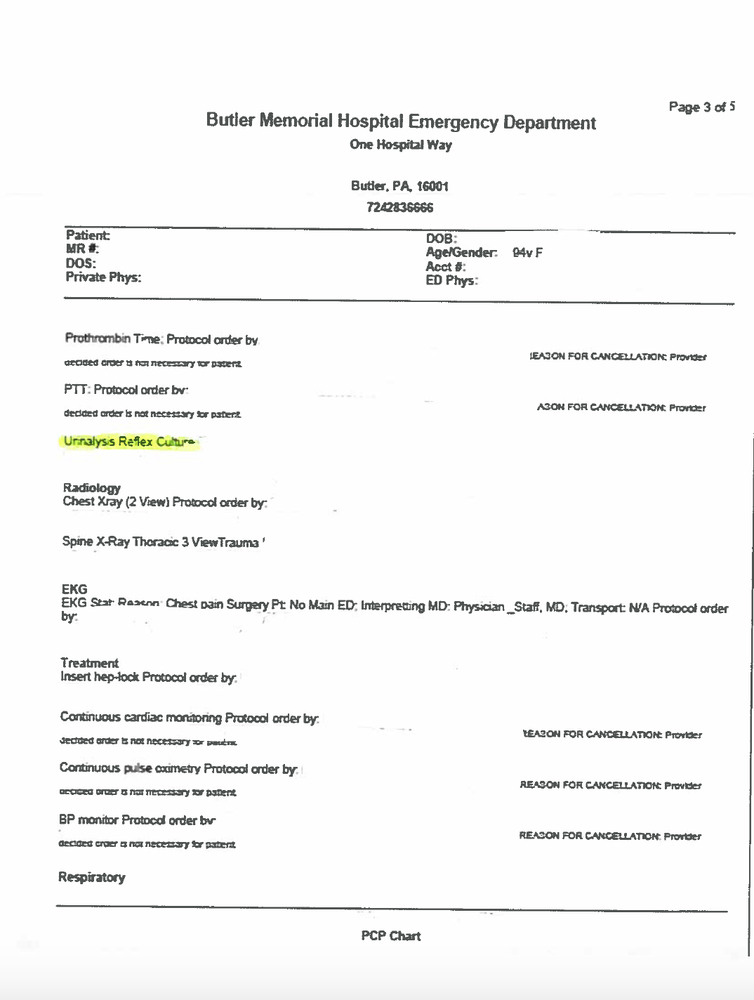 Page 3 of 5
Butler Memorial Hospital Emergency Department
One Hospital Way
Butler, PA, 16001
7242836666
Patient:
MR #:
DOS:
Private Phys:
DOB:
Age/Gender: 94y F
Acct #:
ED Phys:
Prothrombin Time: Protocol order by
EASON FOR CANCELLATION: Provider
decided order is not necessary for patient.
PTT: Protocol order by:
ASON FOR CANCELLATION: Provider
decided order is not necessary for patient.
Urinalysis Reflex Culture
Radiology
Chest Xray (2 View) Protocol order by:
Spine X-Ray Thoracic 3 ViewTrauma
EKG
EKG Stat: Reason: Chest pain Surgery Pt: No Main ED; Interpretting MD: Physician _Staff, MD; Transport: N/A Protocol order
by:
Treatment
Insert hep-lock Protocol order by:
Continuous cardiac monitoring Protocol order by:
EASON FOR CANCELLATION: Provider
decided order is not necessary for patient.
Continuous pulse oximetry Protocol order by:
REASON FOR CANCELLATION: Provider
decided order is not necessary for patient.
BP monitor Protocol order by:
REASON FOR CANCELLATION: Provider
decided order is not necessary for patient.
Respiratory
PCP Chart